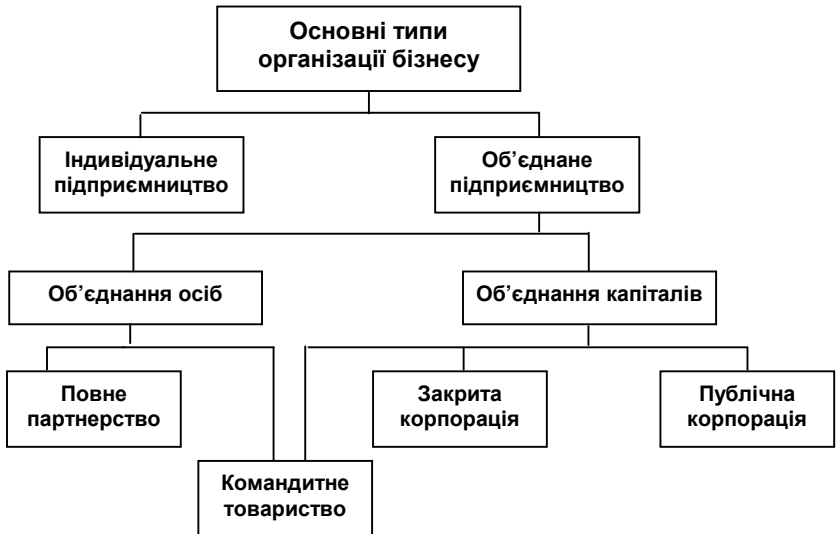 Основні типи
організації бізнесу
Індивідуальне
підприємництво
Об’єднане
підприємництво
Об’єднання осіб
Об’єднання капіталів
Повне
партнерство
Закрита
корпорація
Публічна
корпорація
Командитне
товариство